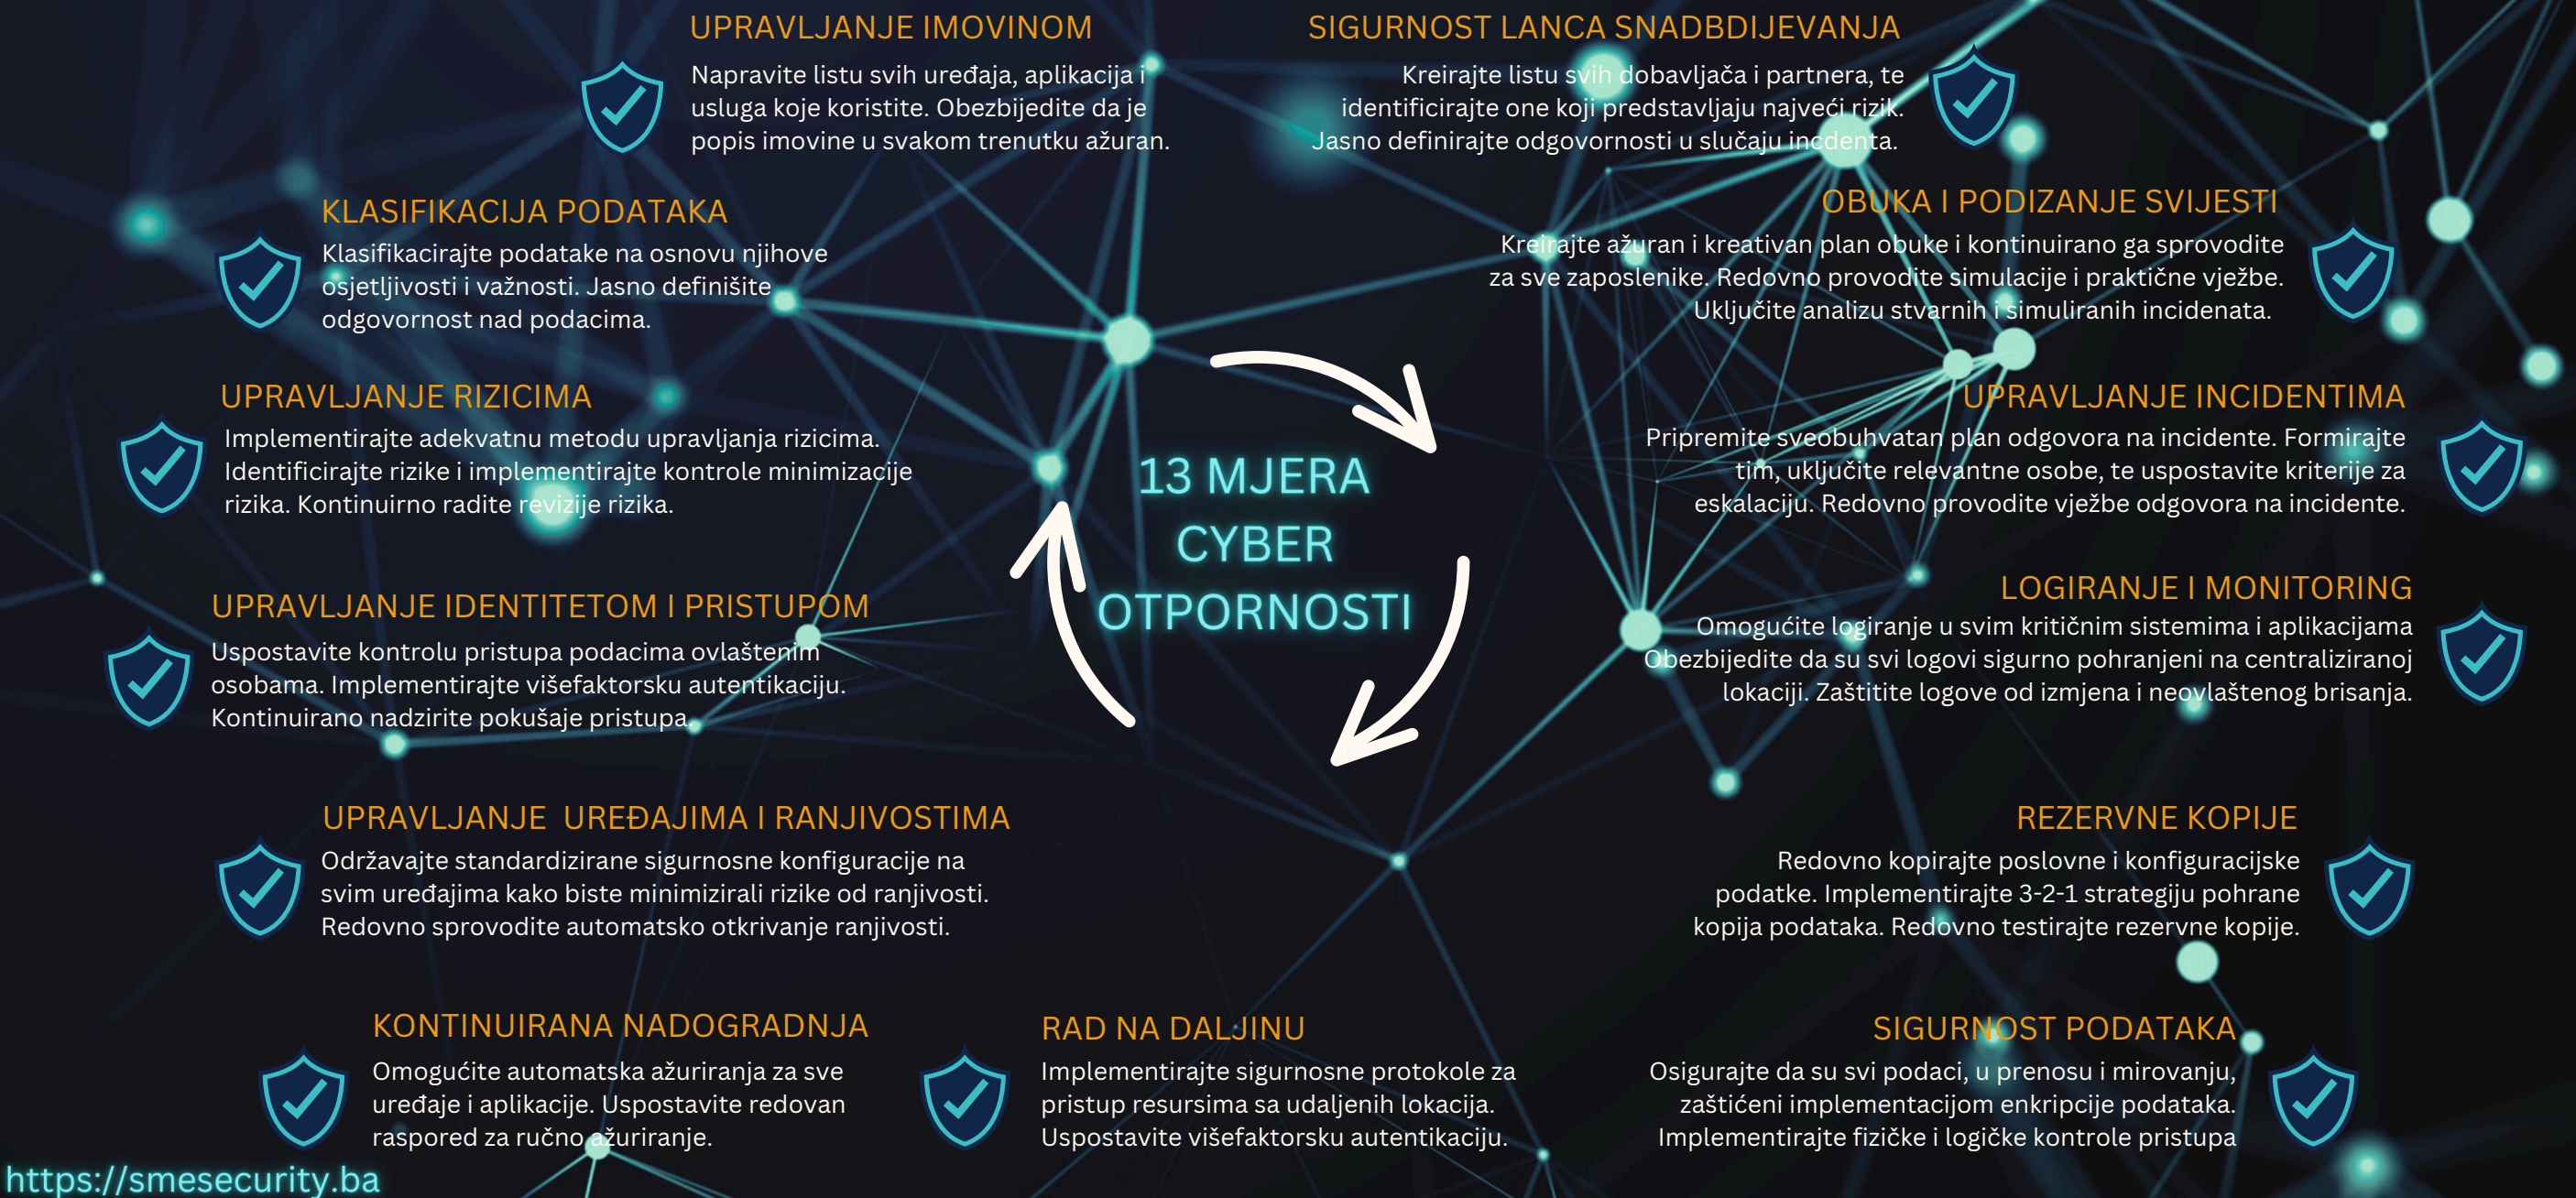 UPRAVLJANJE IMOVINOM
Napravite listu svih uređaja, aplikacija i
usluga koje koristite. Obezbijedite da je
popis imovine u svakom trenutku ažuran.
SIGURNOST LANCA SNADBDIJEVANJA
Kreirajte listu svih dobavljača i partnera, te
identificirajte one koji predstavljaju najveći rizik.
Jasno definirajte odgovornosti u slučaju incdenta.
KLASIFIKACIJA PODATAKA
Klasifikacirajte podatake na osnovu njihove
osjetljivosti i važnosti. Jasno definišite
odgovornost nad podacima.
OBUKA I PODIZANJE SVIJESTI
Kreirajte ažuran i kreativan plan obuke i kontinuirano ga sprovodite
za sve zaposlenike. Redovno provodite simulacije i praktične vježbe.
Uključite analizu stvarnih i simuliranih incidenata.
UPRAVLJANJE RIZICIMA
Implementirajte adekvatnu metodu upravljanja rizicima.
Identificirajte rizike i implementirajte kontrole minimizacije
rizika. Kontinuirno radite revizije rizika.
UPRAVLJANJE INCIDENTIMA
Pripremite sveobuhvatan plan odgovora na incidente. Formirajte
tim, uključite relevantne osobe, te uspostavite kriterije za
eskalaciju. Redovno provodite vježbe odgovora na incidente.
13 MJERA
CYBER
OTPORNOSTI
UPRAVLJANJE IDENTITETOM I PRISTUPOM
Uspostavite kontrolu pristupa podacima ovlaštenim
osobama. Implementirajte višefaktorsku autentikaciju.
Kontinuirano nadzirite pokušaje pristupa.
LOGIRANJE I MONITORING
Omogućite logiranje u svim kritičnim sistemima i aplikacijama
Obezbijedite da su svi logovi sigurno pohranjeni na centraliziranoj
lokaciji. Zaštitite logove od izmjena i neovlaštenog brisanja.
UPRAVLJANJE  UREĐAJIMA I RANJIVOSTIMA
Održavajte standardizirane sigurnosne konfiguracije na
svim uređajima kako biste minimizirali rizike od ranjivosti.
Redovno sprovodite automatsko otkrivanje ranjivosti.
REZERVNE KOPIJE
Redovno kopirajte poslovne i konfiguracijske
podatke. Implementirajte 3-2-1 strategiju pohrane
kopija podataka. Redovno testirajte rezervne kopije.
KONTINUIRANA NADOGRADNJA
Omogućite automatska ažuriranja za sve
uređaje i aplikacije. Uspostavite redovan
raspored za ručno ažuriranje.
RAD NA DALJINU
Implementirajte sigurnosne protokole za
pristup resursima sa udaljenih lokacija.
Uspostavite višefaktorsku autentikaciju.
SIGURNOST PODATAKA
Osigurajte da su svi podaci, u prenosu i mirovanju,
zaštićeni implementacijom enkripcije podataka.
Implementirajte fizičke i logičke kontrole pristupa
https://smesecurity.ba